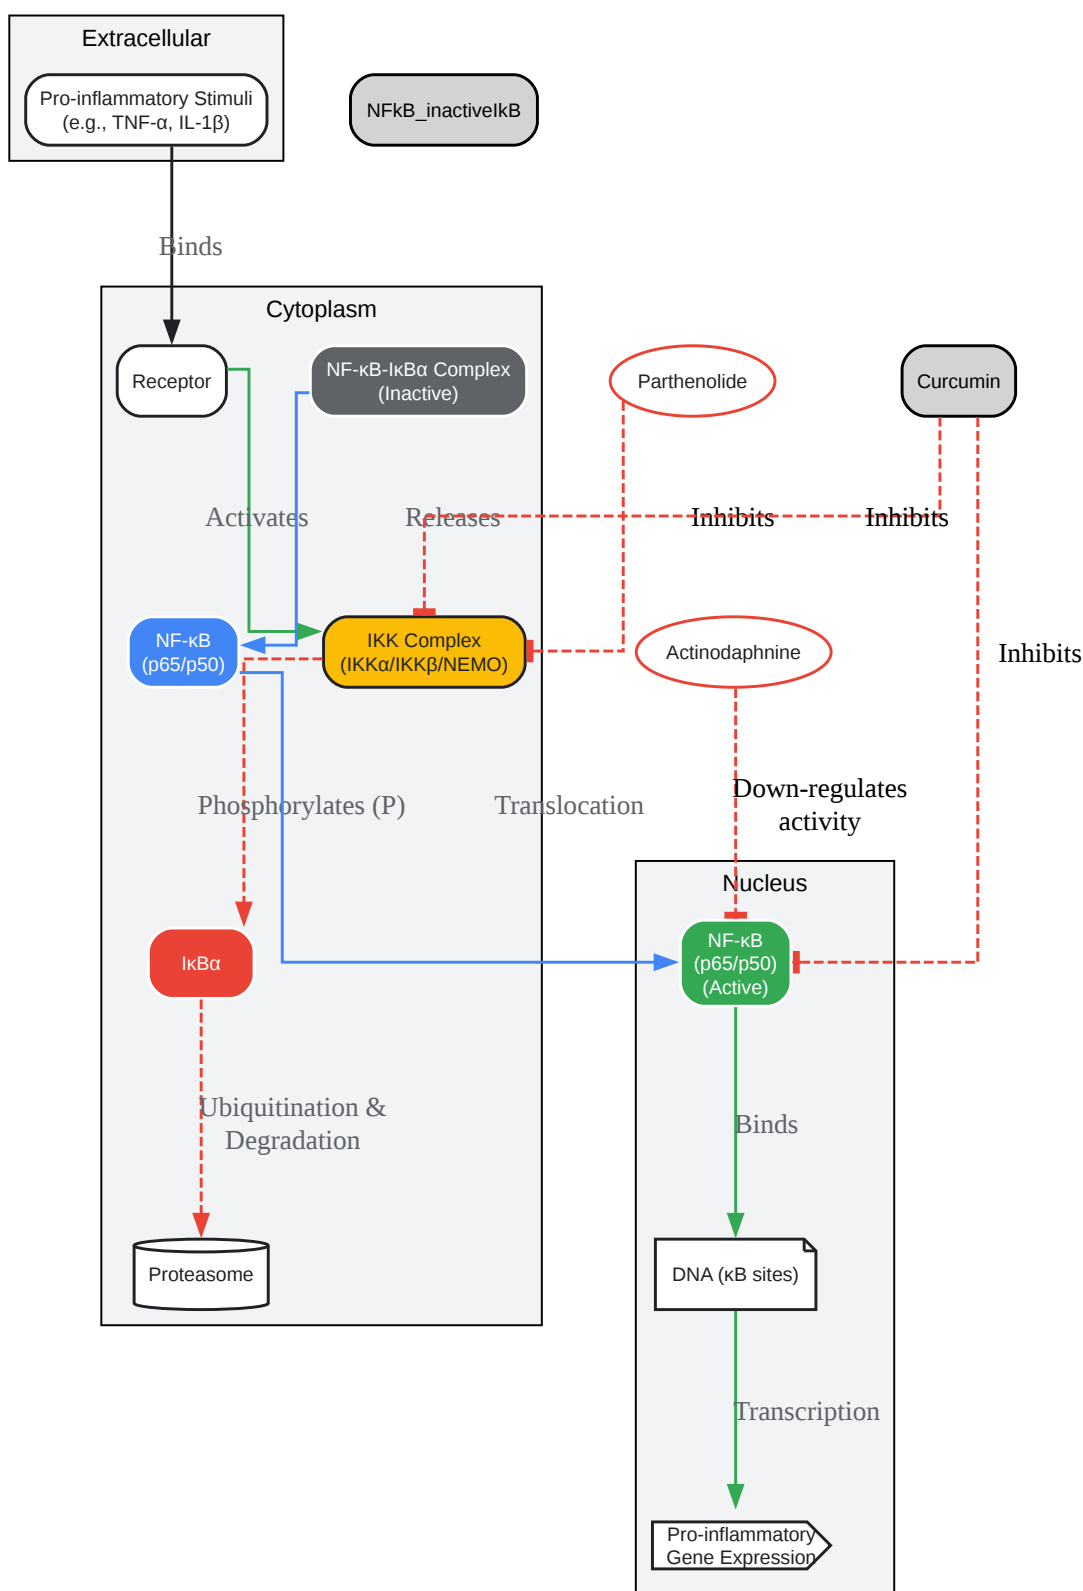 Extracellular
Pro-inflammatory Stimuli
(e.g., TNF-α, IL-1β)
NFkB_inactiveIkB
Binds
Cytoplasm
Receptor
NF-κB-IκBα Complex
(Inactive)
Parthenolide
Curcumin
Activates
Releases
Inhibits
Inhibits
NF-κB
(p65/p50)
IKK Complex
(IKKα/IKKβ/NEMO)
Actinodaphnine
Inhibits
Phosphorylates (P)
Translocation
Down-regulates
activity
Nucleus
IκBα
NF-κB
(p65/p50)
(Active)
Ubiquitination &
Degradation
Binds
Proteasome
DNA (κB sites)
Transcription
Pro-inflammatory
Gene Expression